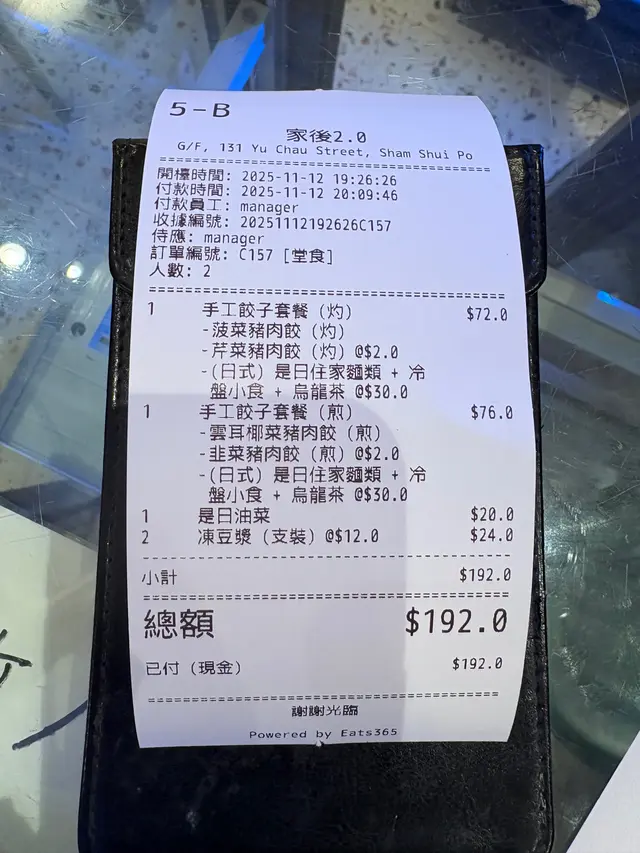 5-B
家後2.0
G/F, 131 Yu Chau Street, Sham Shui Po
開檯時間: 2025-11-12 19:26:26
付款時間: 2025-11-12 20:09:46
付款員工: manager
收據編號: 20251112192626C157
侍應: manager
訂單編號: C157 [堂食]
人數: 2
1 手工餃子套餐 (灼) $72.0
-菠菜豬肉餃 (灼)
-芹菜豬肉餃 (灼) @$2.0
-(日式) 是日住家麵類 + 冷
盤小食 + 烏龍茶 @$30.0
1 手工餃子套餐 (煎) $76.0
-雲耳椰菜豬肉餃 (煎)
-韭菜豬肉餃 (煎) @$2.0
-(日式) 是日住家麵類 + 冷
盤小食 + 烏龍茶 @$30.0
1 是日油菜 $20.0
2 凍豆漿 (支裝) @$12.0 $24.0
小計 $192.0
總額 $192.0
已付 (現金) $192.0
謝謝光臨
Powered by Eats365